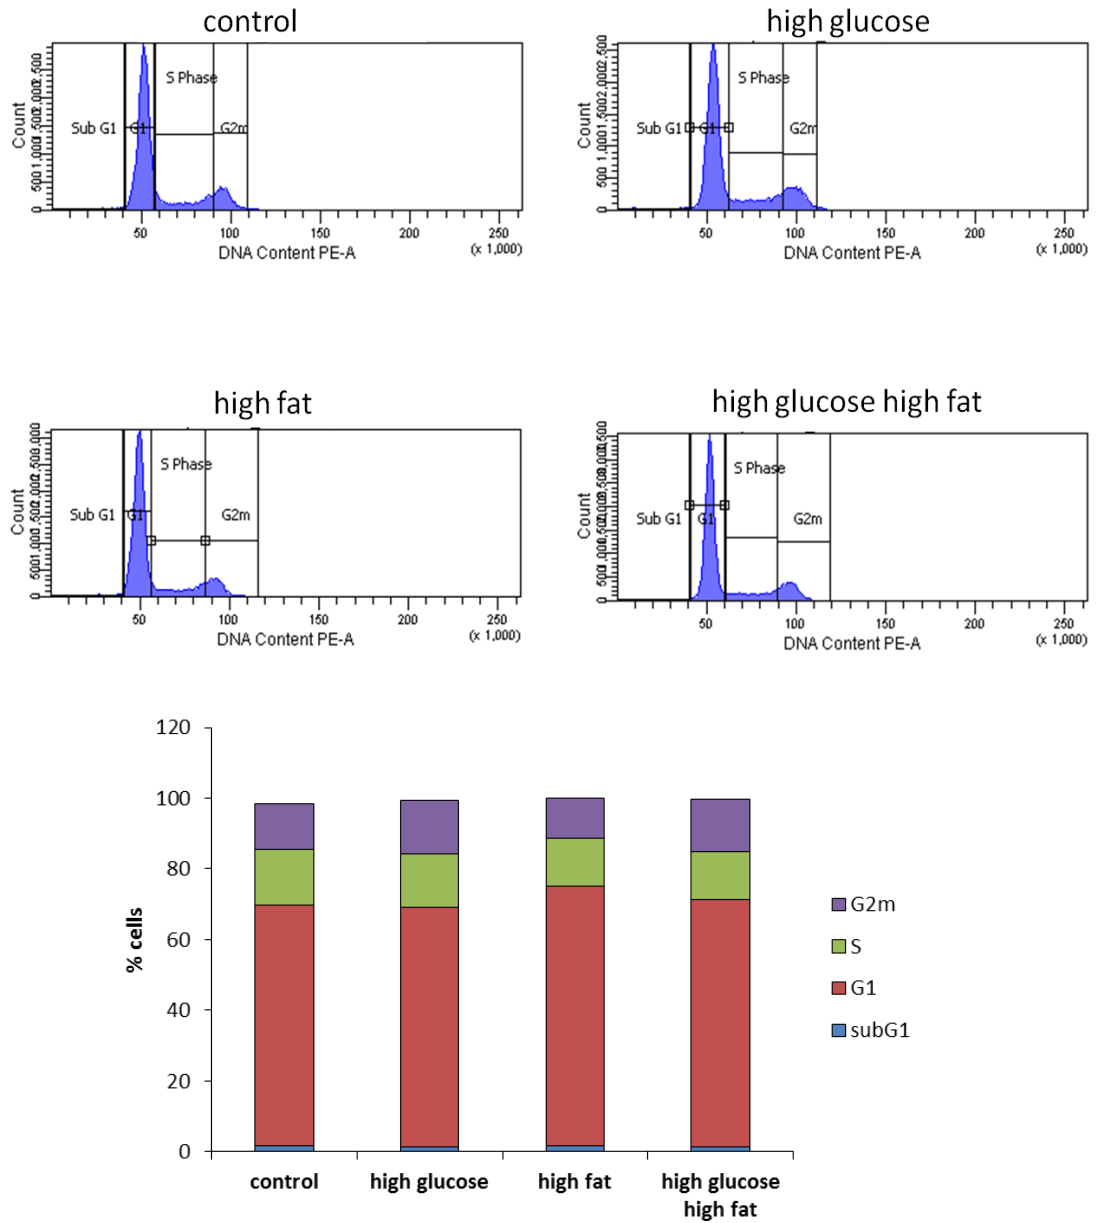 control
S Phase
Sub G1
G1
G2m
Count
0
50
100
150
200
250
DNA Content PE-A
(x 1,000)
high glucose
S Phase
Sub G1
G1
G2m
Count
0
50
100
150
200
250
DNA Content PE-A
(x 1,000)
high fat
S Phase
Sub G1
G1
G2m
Count
0
50
100
150
200
250
DNA Content PE-A
(x 1,000)
high glucose high fat
S Phase
Sub G1
G1
G2m
Count
0
50
100
150
200
250
DNA Content PE-A
(x 1,000)
120
100
80
60
40
20
0
% cells
control
high glucose
high fat
high glucose
high fat
G2m
S
G1
subG1